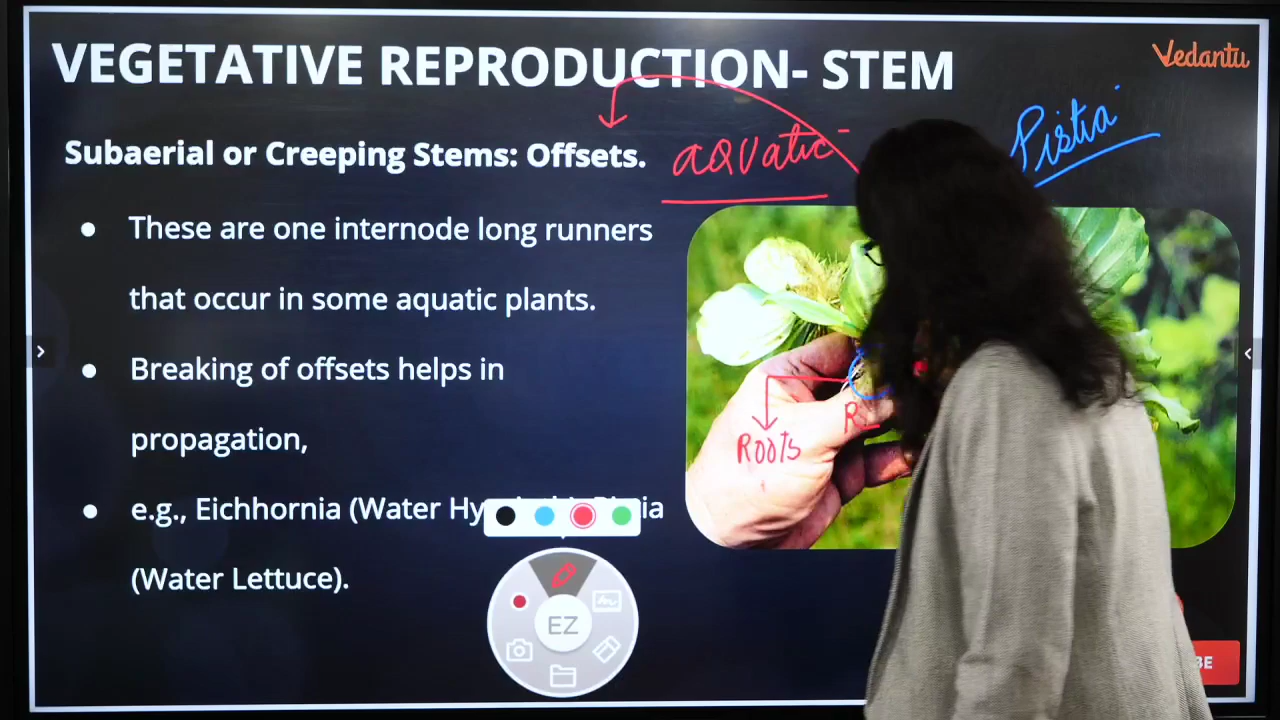 VEGETATIVE REPRODUCTION- STEM
Vedantu
Pistia
Subaerial or Creeping Stems: Offsets.
aquatic
These are one internode long runners
that occur in some aquatic plants.
Breaking of offsets helps in
propagation,
e.g., Eichhornia (Water
(Water Lettuce).
Roots
EZ